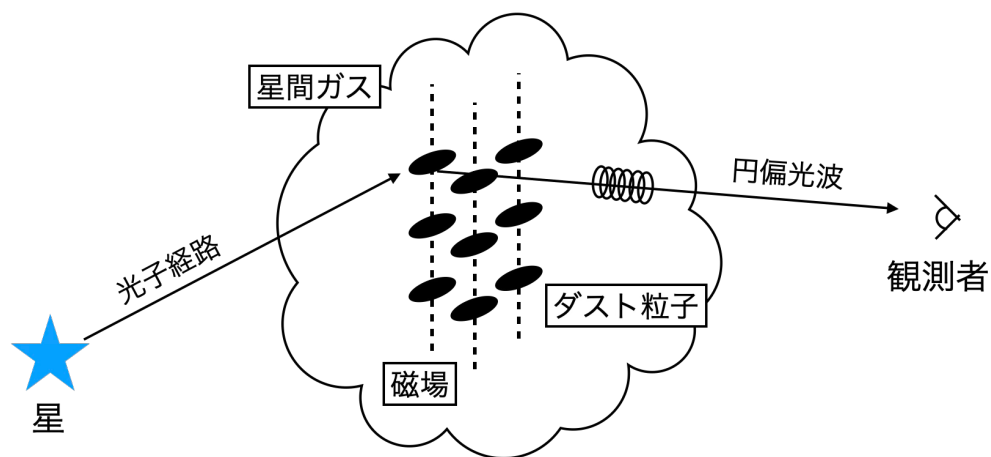 星間ガス
円偏光波
光子経路
観測者
ダスト粒子
磁場
星